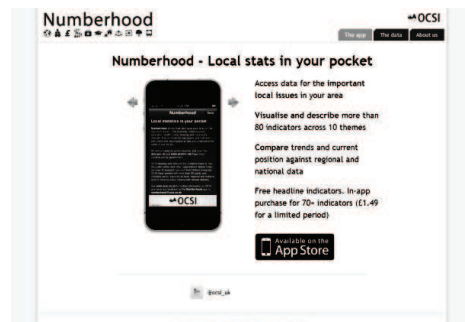 Numberhood
OCSI
The app
The data
About us
Numberhood - Local stats in your pocket
Access data for the important
local issues in your area
Visualise and describe more than
80 indicators across 10 themes
Compare trends and current
position against regional and
national data
Free headline indicators. In-app
purchase for 70+ indicators (£1.49
for a limited period)
Numberhood
OCSI
Available on the
App Store
@ocsi_uk